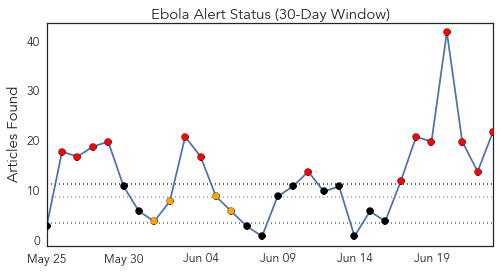 Ebola Alert Status (30-Day Window)
Articles Found
40
30
20
10
0
May 25
May 30
Jun 04
Jun 09
Jun 14
Jun 19